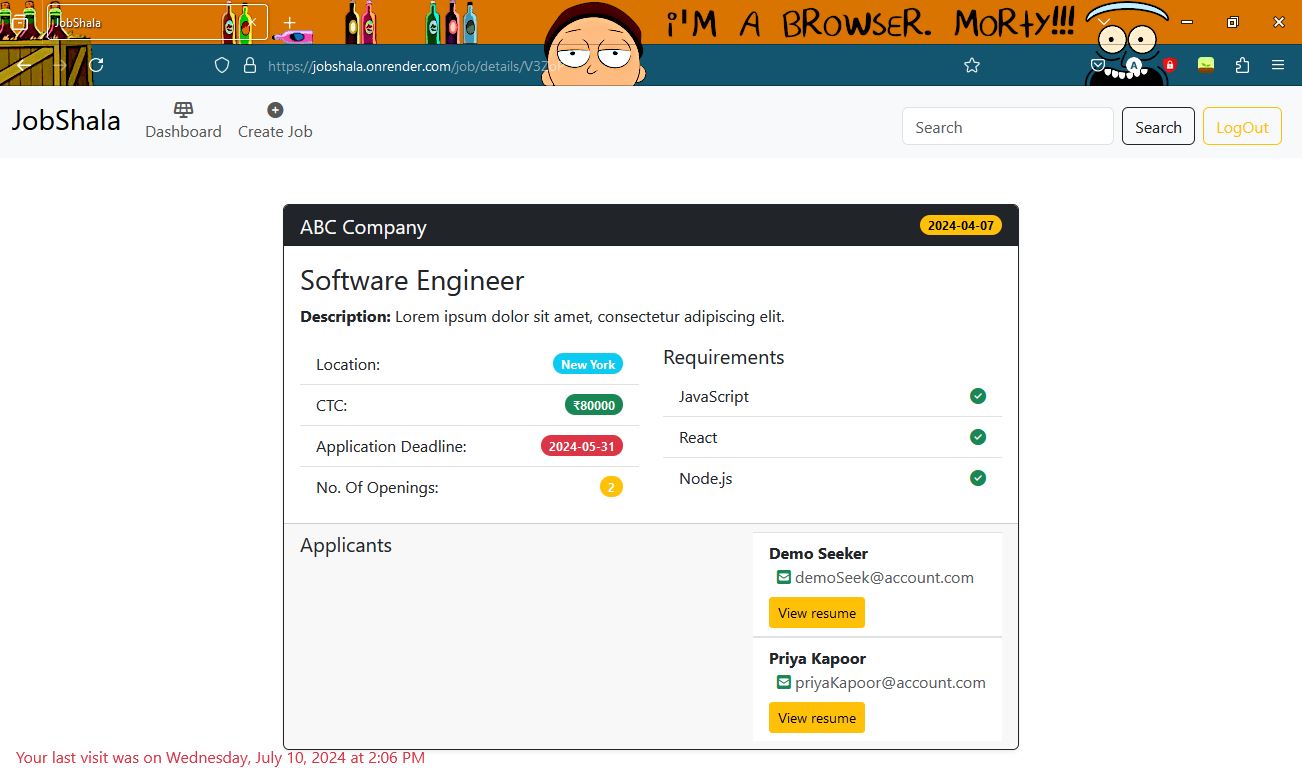 JobShala
i'M A BROWSER. MORTY!!!
https://jobshala.onrender.com/job/details/V3Z
JobShala
Dashboard
Create Job
Search
Search
LogOut
ABC Company
2024-04-07
Software Engineer
Description: Lorem ipsum dolor sit amet, consectetur adipiscing elit.
Location: New York
CTC: ₹80000
Application Deadline: 2024-05-31
No. Of Openings: 2
Requirements
JavaScript
React
Node.js
Applicants
Demo Seeker
demoSeek@account.com
View resume
Priya Kapoor
priyaKapoor@account.com
View resume
Your last visit was on Wednesday, July 10, 2024 at 2:06 PM